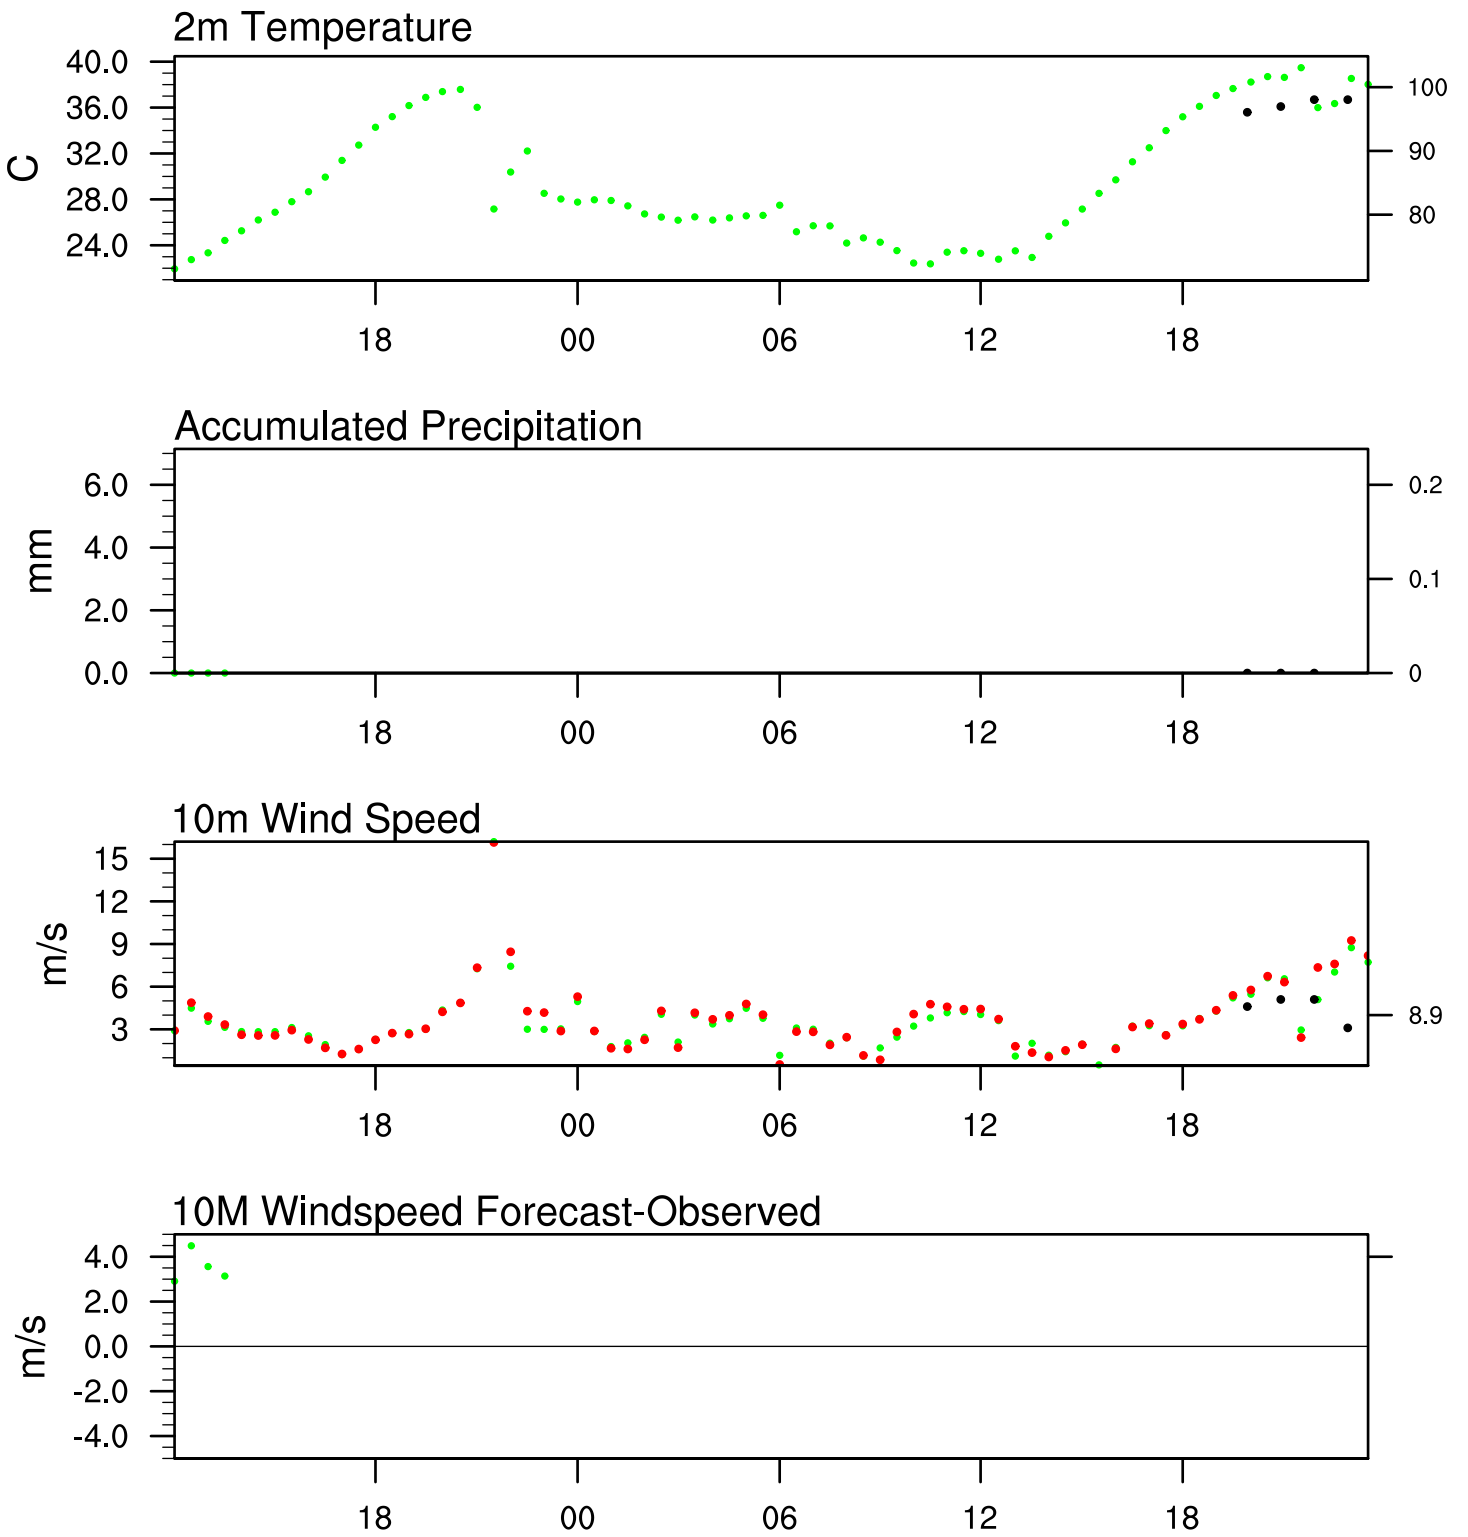 2m Temperature
40.0
36.0
32.0
28.0
24.0
C
100
90
80
18 00 06 12 18
Accumulated Precipitation
6.0
4.0
2.0
0.0
mm
0.2
0.1
0
18 00 06 12 18
10m Wind Speed
15
12
9
6
3
m/s
8.9
18 00 06 12 18
10M Windspeed Forecast-Observed
4.0
2.0
0.0
-2.0
-4.0
m/s
18 00 06 12 18